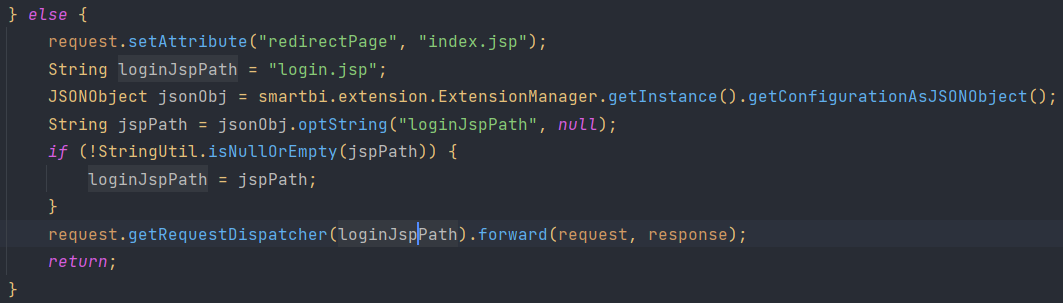 } else {
request.setAttribute("redirectPage", "index.jsp");
String loginJspPath = "login.jsp";
JSONObject jsonObj = smartbi.extension.ExtensionManager.getInstance().getConfigurationAsJSONObject();
String jspPath = jsonObj.optString("loginJspPath", null);
if (!StringUtil.isNullOrEmpty(jspPath)) {
loginJspPath = jspPath;
}
request.getRequestDispatcher(loginJspPath).forward(request, response);
return;
}